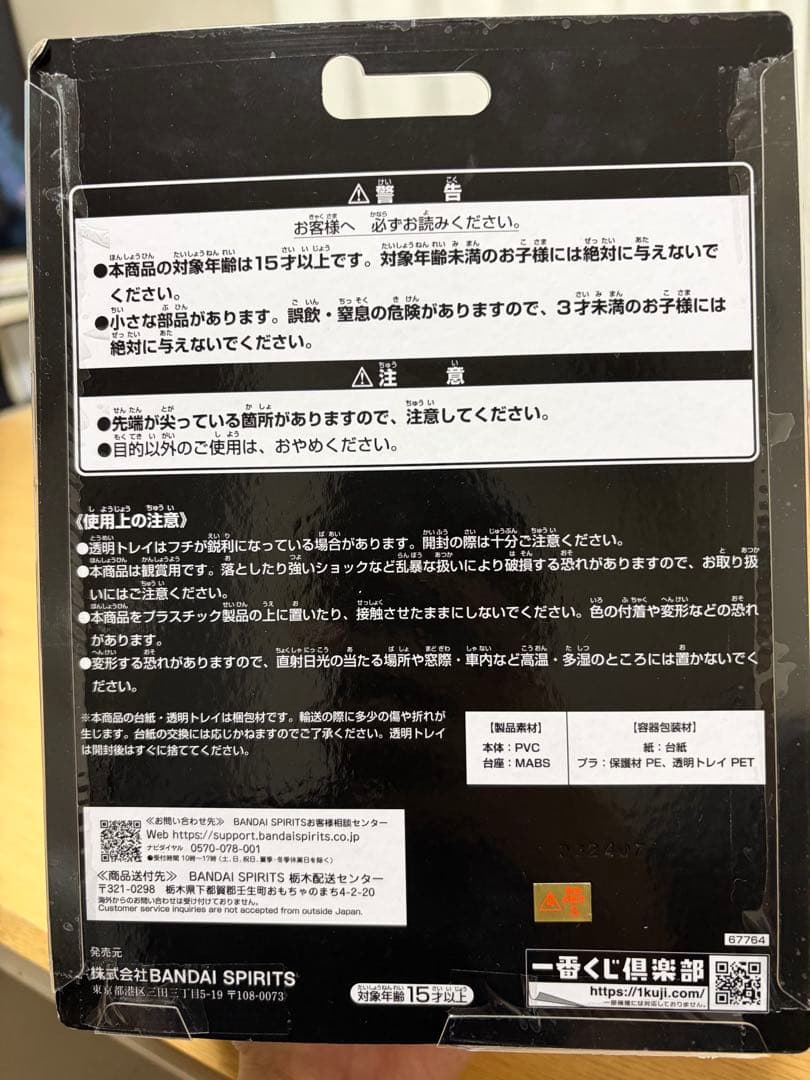 ⚠警告
お客様へ 必ずお読みください。
●本商品の対象年齢は15才以上です。対象年齢未満のお子様には絶対に与えないで
ください。
●小さな部品があります。誤飲・窒息の危険がありますので、3才未満のお子様には
絶対に与えないでください。
⚠注意
●先端が尖っている箇所がありますので、注意してください。
●目的以外のご使用は、おやめください。
《使用上の注意》
●透明トレイはフチが鋭利になっている場合があります。開封の際は十分ご注意ください。
●本商品は観賞用です。落としたり強いショックなど乱暴な扱いにより破損する恐れがありますので、お取り扱
いにはご注意ください。
●本商品をプラスチック製品の上に置いたり、接触させたままにしないでください。色の付着や変形などの恐れ
があります。
●変形する恐れがありますので、直射日光の当たる場所や窓際・車内など高温・多湿のところには置かないでく
ださい。
※本商品の台紙・透明トレイは梱包材です。輸送の際に多少の傷や折れが
生じます。台紙の交換には応じかねますのでご了承ください。透明トレイ
は開封後はすぐに捨ててください。
【製品素材】
本体:PVC
台座:MABS
【容器包装材】
紙:台紙
プラ:保護材 PE、透明トレイ PET
≪お問い合わせ先≫ BANDAI SPIRITSお客様相談センター
Web https://support.bandaispirits.co.jp
ナビダイヤル 0570-078-001
●受付時間 10時〜17時(土、日、祝日、夏季・冬季休業日を除く)
≪商品送付先≫ BANDAI SPIRITS 栃木配送センター
〒321-0298 栃木県下都賀郡壬生町おもちゃのまち4-2-20
海外からのお問い合わせは受け付けておりません。
Customer service inquiries are not accepted from outside Japan.
67764
発売元
株式会社BANDAI SPIRITS
東京都港区三田三丁目5-19 〒108-0073
対象年齢15才以上
一番くじ倶楽部
https://1kuji.com/
一部機種には対応しておりません。